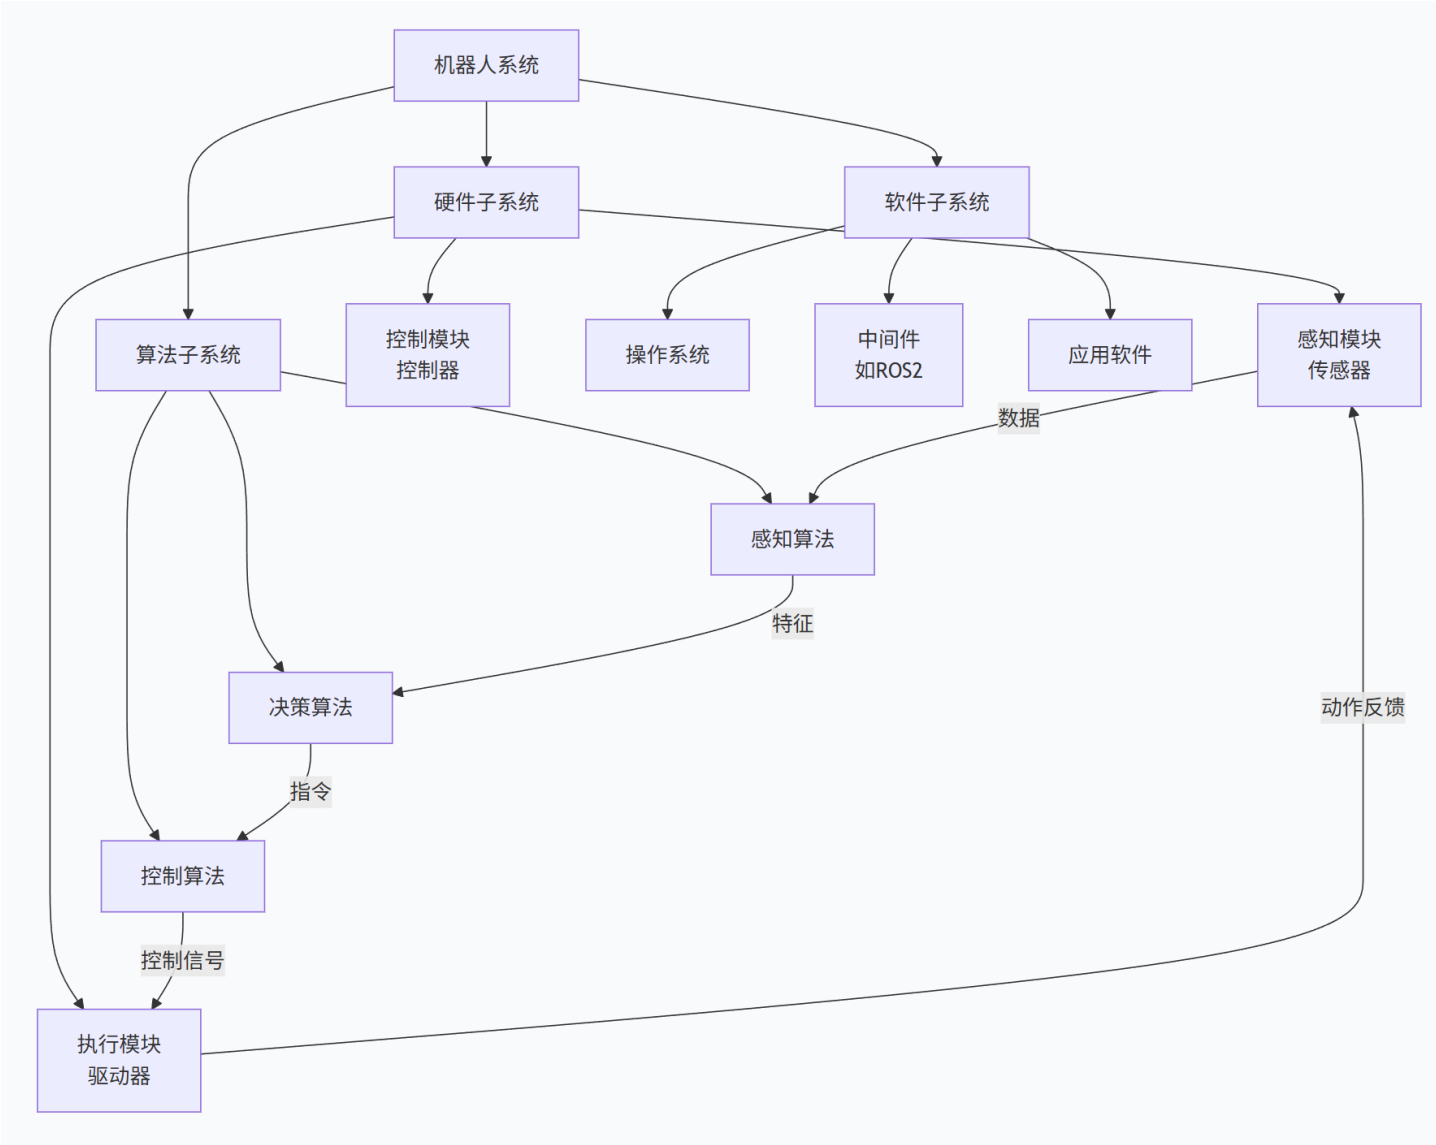 机器人系统
硬件子系统
软件子系统
算法子系统
控制模块
控制器
操作系统
中间件
如ROS2
应用软件
感知模块
传感器
数据
感知算法
特征
决策算法
动作反馈
指令
控制算法
控制信号
执行模块
驱动器